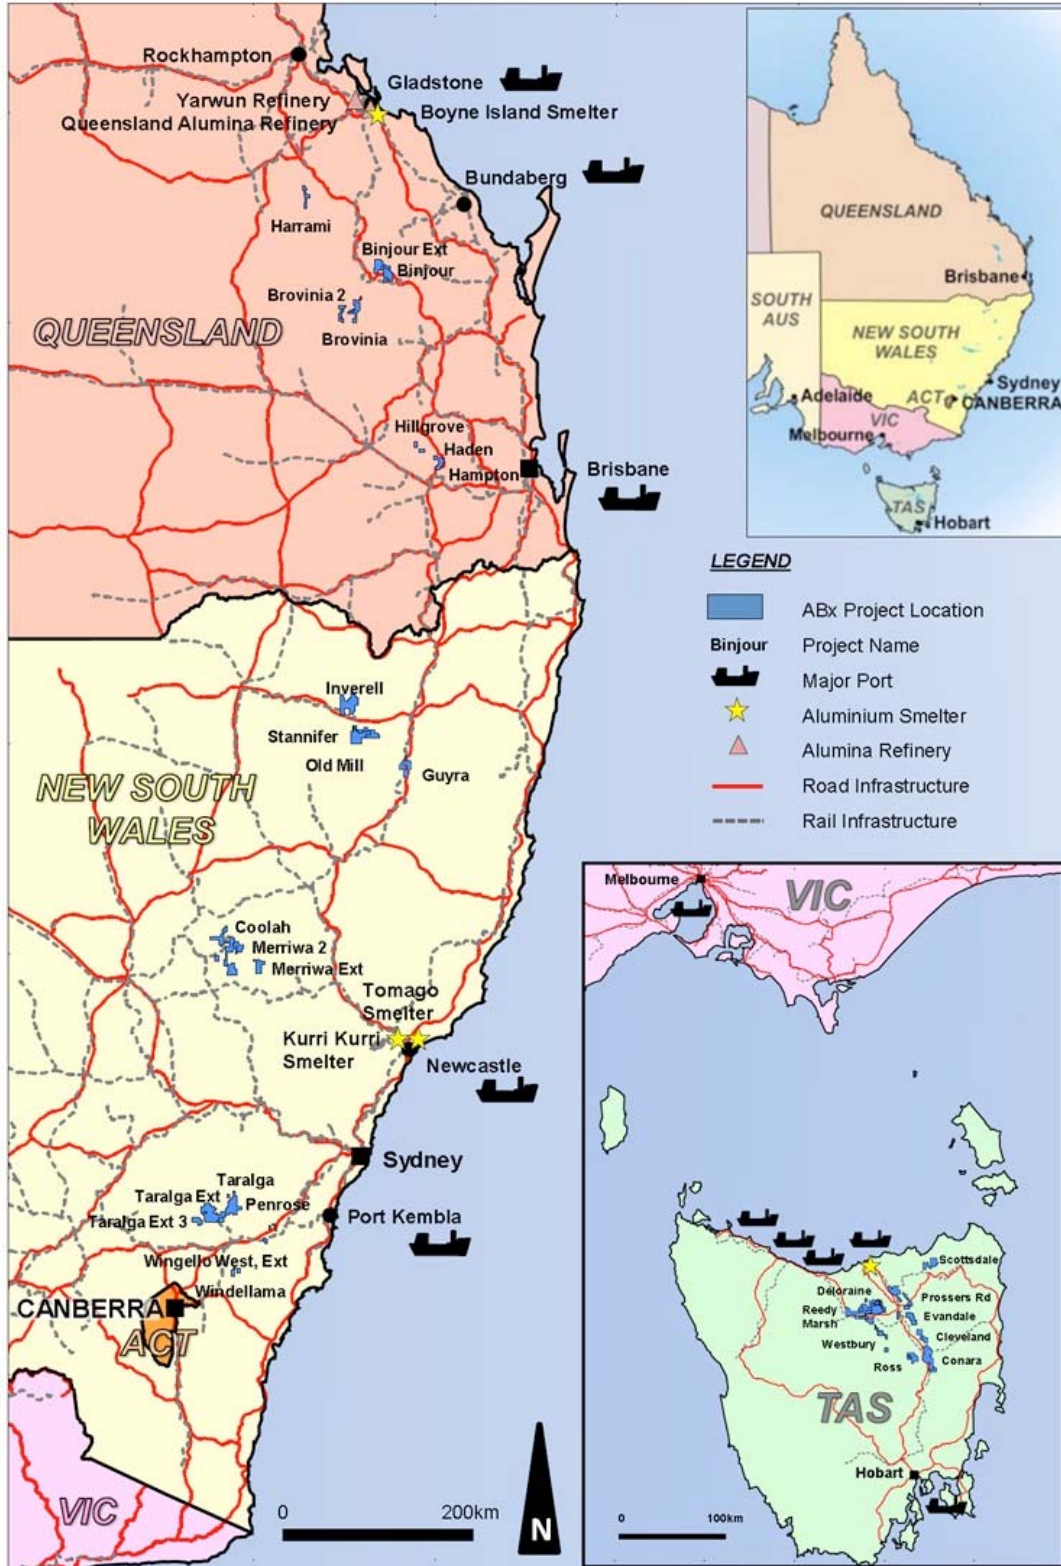 Rockhampton
Gladstone
Yarwun Refinery
Queensland Alumina Refinery
Boyne Island Smelter
Bundaberg
Harrami
Binjour Ext
Binjour
Brovinia 2
Brovinia
QUEENSLAND
Hillgrove
Haden
Hampton
Brisbane
Inverell
Stannifer
Old Mill
Guyra
NEW SOUTH
WALES
Coolah
Merriwa 2
Merriwa Ext
Tomago
Smelter
Kurri Kurri
Smelter
Newcastle
Sydney
Taralga
Taralga Ext
Penrose
Taralga Ext 3
Port Kembla
Wingello West, Ext
Windellama
CANBERRA
ACT
VIC
0
200km
N
QUEENSLAND
Brisbane
SOUTH
AUS
NEW SOUTH
WALES
Sydney
ACT
CANBERRA
Adelaide
VIC
Melbourne
TAS
Hobart
LEGEND
ABx Project Location
Binjour
Project Name
Major Port
Aluminium Smelter
Alumina Refinery
Road Infrastructure
Rail Infrastructure
Melbourne
VIC
Scottsdale
Deloraine
Prossers Rd
Reedy
Marsh
Evandale
Westbury
Cleveland
Ross
Conara
TAS
Hobart
0
100km